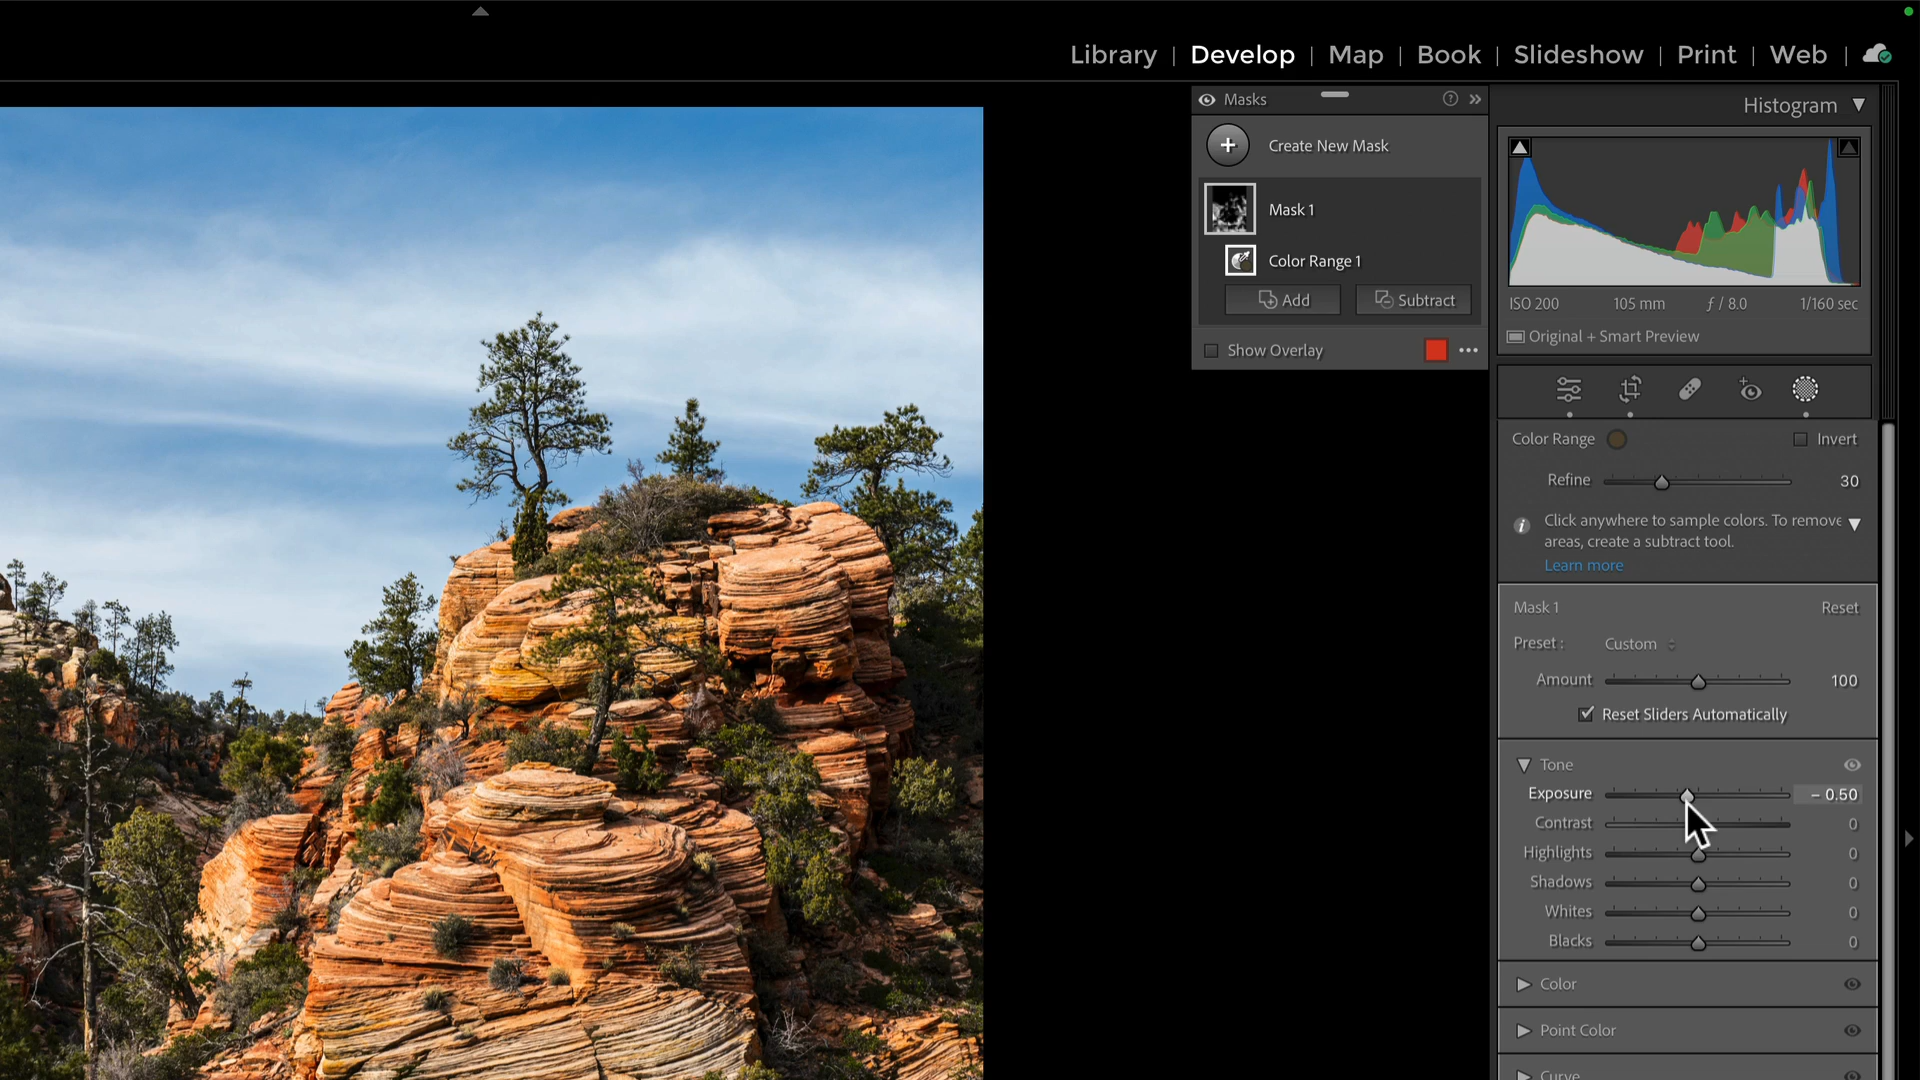 Library | Develop | Map | Book | Slideshow | Print | Web |
Masks
Create New Mask
Mask 1
Color Range 1
Add Subtract
Show Overlay
Histogram
ISO 200 105 mm ƒ / 8.0 1/160 sec
Original + Smart Preview
Color Range Invert
Refine 30
Click anywhere to sample colors. To remove
areas, create a subtract tool.
Learn more
Mask 1 Reset
Preset : Custom
Amount 100
Reset Sliders Automatically
Tone
Exposure – 0.50
Contrast 0
Highlights 0
Shadows 0
Whites 0
Blacks 0
Color
Point Color
Curve